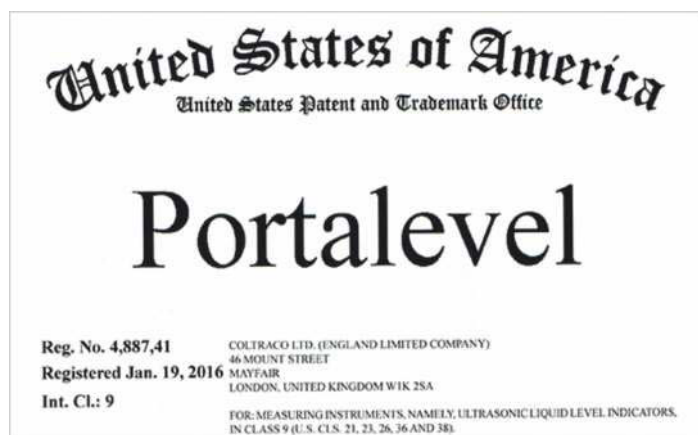 United States of America
United States Patent and Trademark Office
Portalevel
Reg. No. 4,887,41
Registered Jan. 19, 2016
Int. Cl.: 9
COLTRACO LTD. (ENGLAND LIMITED COMPANY)
46 MOUNT STREET
MAYFAIR
LONDON, UNITED KINGDOM W1K 2SA
FOR: MEASURING INSTRUMENTS, NAMELY, ULTRASONIC LIQUID LEVEL INDICATORS,
IN CLASS 9 (U.S. CLS. 21, 23, 26, 36 AND 38).